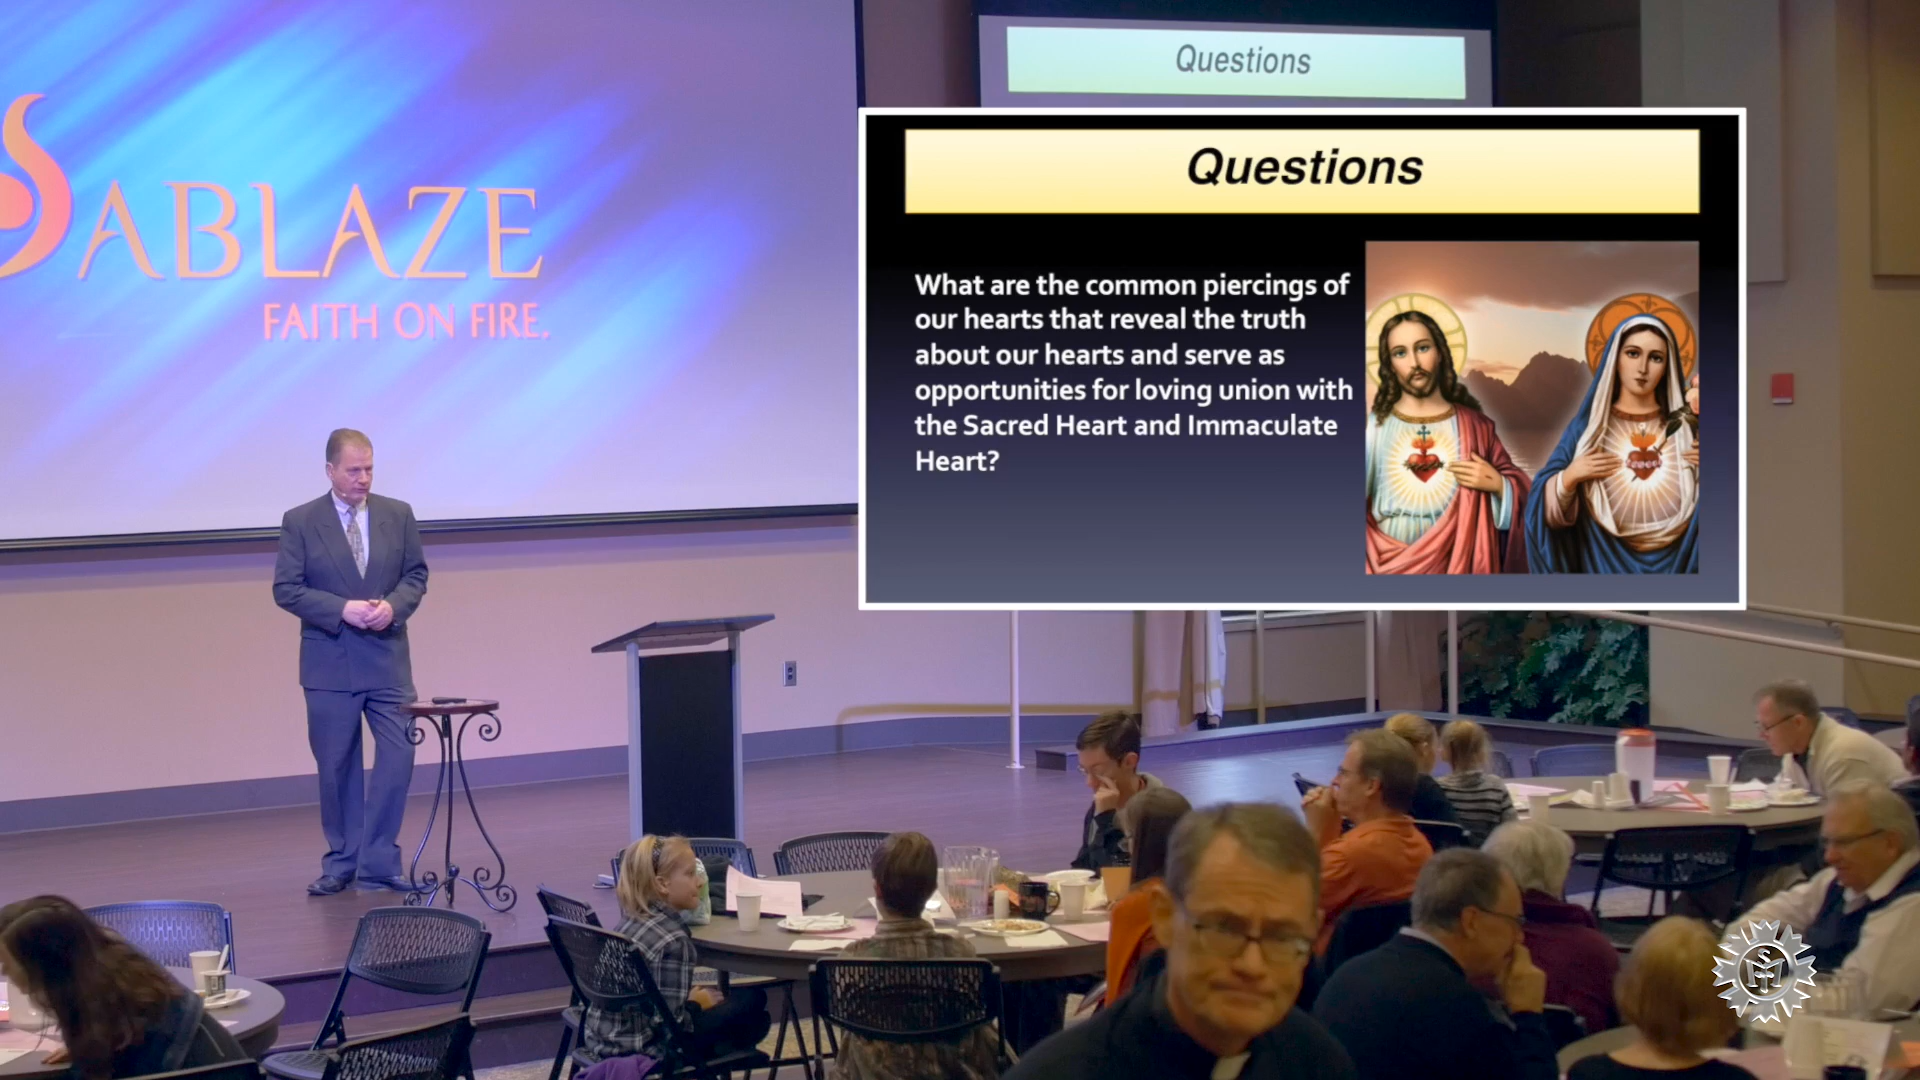 ABLAZE
FAITH ON FIRE.
Questions
Questions
What are the common piercings of
our hearts that reveal the truth
about our hearts and serve as
opportunities for loving union with
the Sacred Heart and Immaculate
Heart?